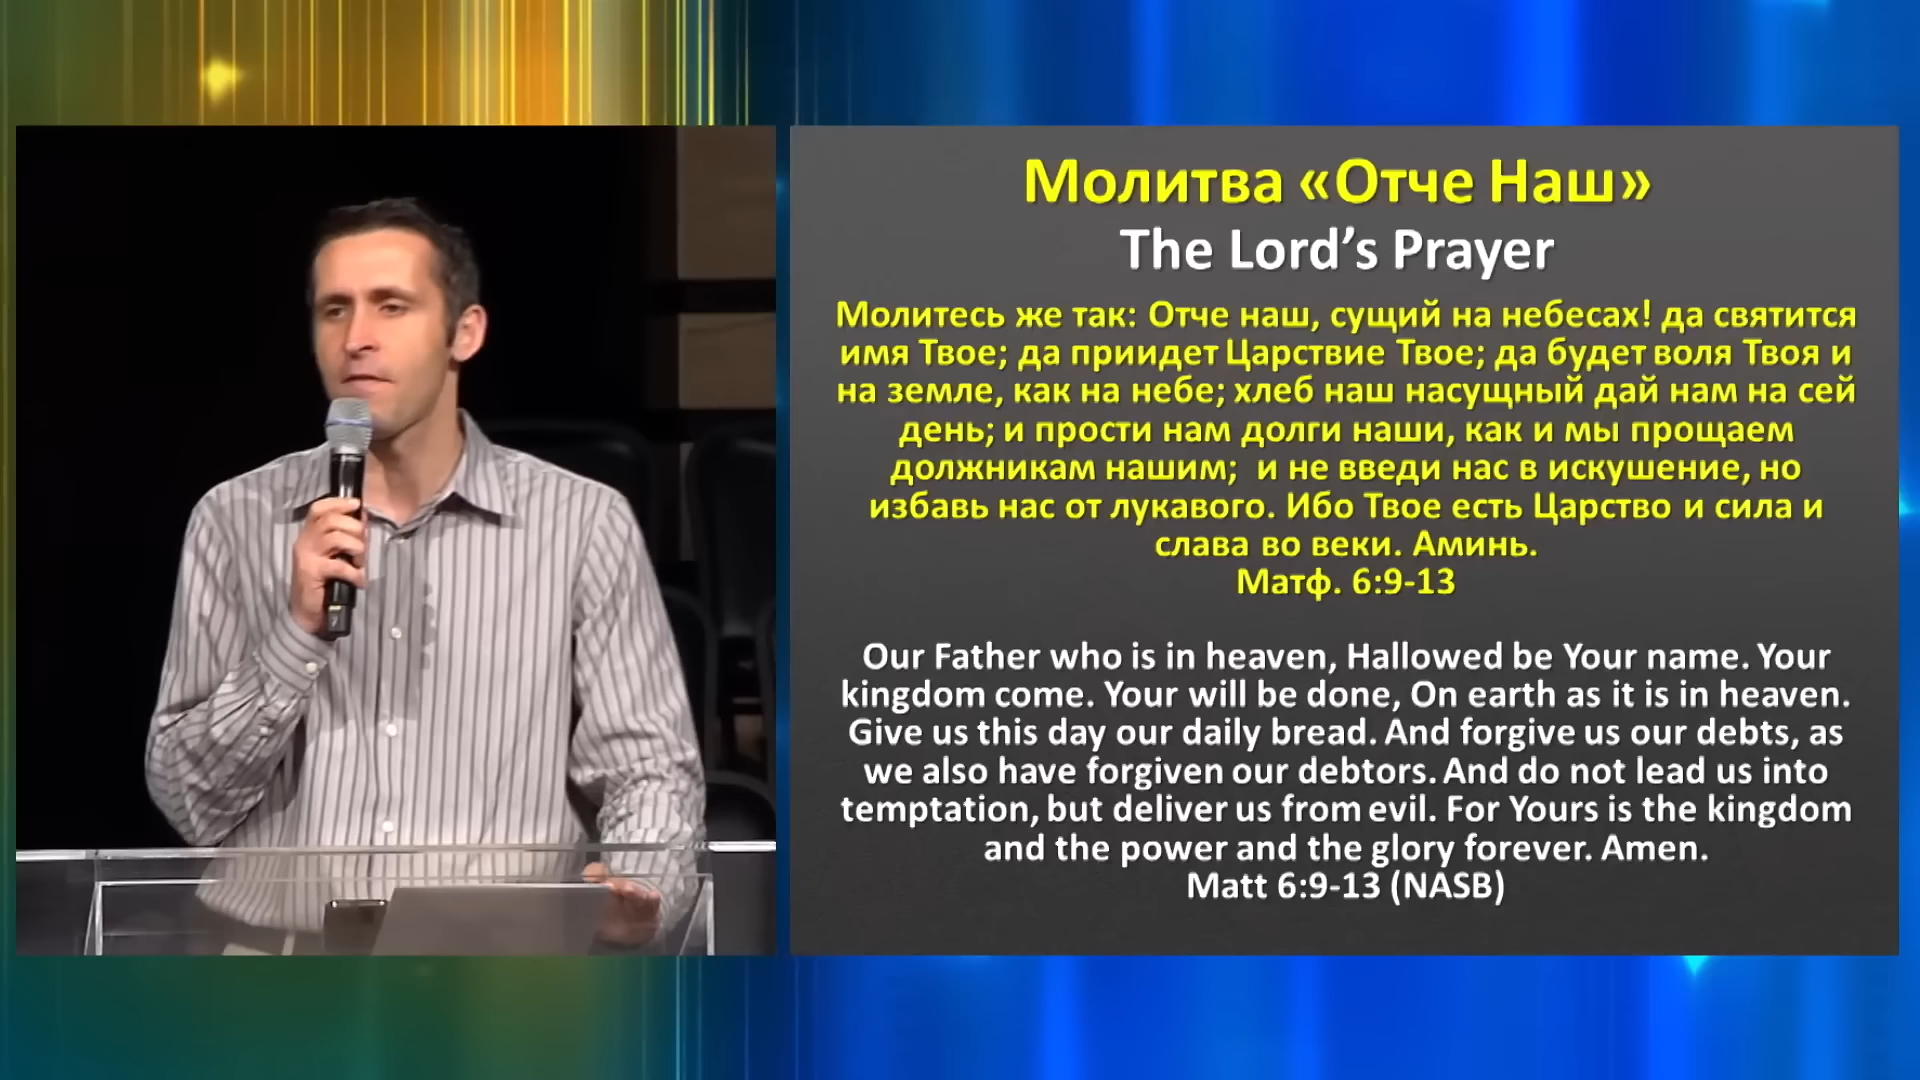 Молитва «Отче Наш»
The Lord’s Prayer
Молитесь же так: Отче наш, сущий на небесах! да святится
имя Твое; да приидет Царствие Твое; да будет воля Твоя и
на земле, как на небе; хлеб наш насущный дай нам на сей
день; и прости нам долги наши, как и мы прощаем
должникам нашим; и не введи нас в искушение, но
избавь нас от лукавого. Ибо Твое есть Царство и сила и
слава во веки. Аминь.
Матф. 6:9-13
Our Father who is in heaven, Hallowed be Your name. Your
kingdom come. Your will be done, On earth as it is in heaven.
Give us this day our daily bread. And forgive us our debts, as
we also have forgiven our debtors. And do not lead us into
temptation, but deliver us from evil. For Yours is the kingdom
and the power and the glory forever. Amen.
Matt 6:9-13 (NASB)